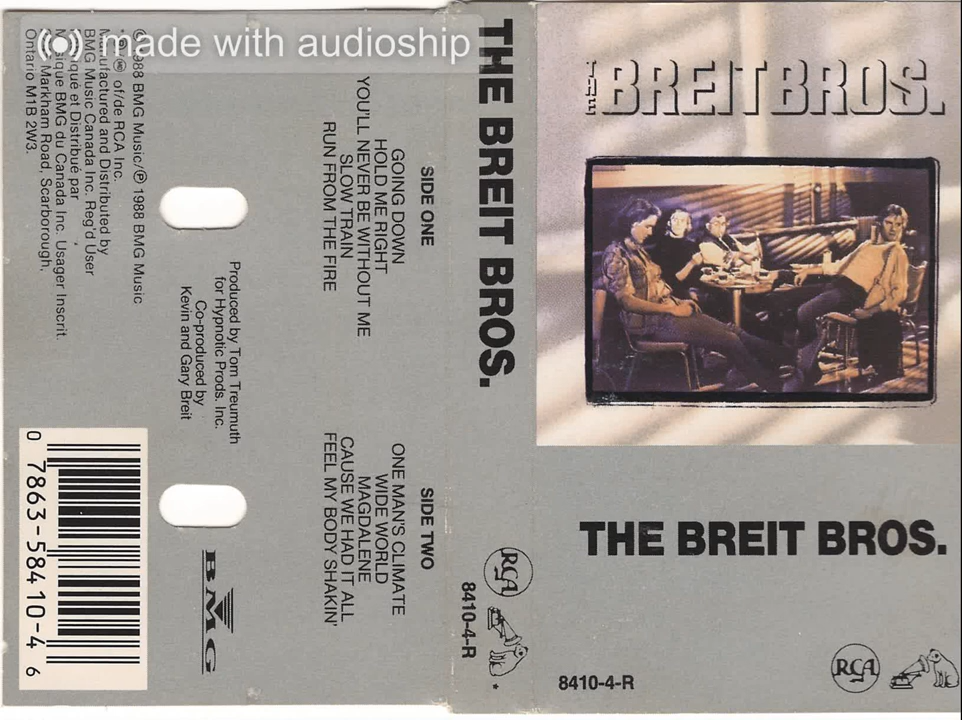 made with audioship
© 1988 BMG Music/℗ 1988 BMG Music
of/de RCA Inc.
Manufactured and Distributed by
BMG Music Canada Inc. Reg'd User
et Distribué par
Musique BMG du Canada Inc. Usager Inscrit.
Markham Road, Scarborough,
Ontario M1B 2W3.
Produced by Tom Treumuth
for Hypnotic Prods. Inc.
Co-produced by
Kevin and Gary Breit
0 7863-58410-4 6
BMG
SIDE ONE
GOING DOWN
HOLD ME RIGHT
YOU'LL NEVER BE WITHOUT ME
SLOW TRAIN
RUN FROM THE FIRE
SIDE TWO
ONE MAN'S CLIMATE
WIDE WORLD
MAGDALENE
CAUSE WE HAD IT ALL
FEEL MY BODY SHAKIN'
THE BREIT BROS.
RCA
8410-4-R
THE BREIT BROS.
THE BREIT BROS.
8410-4-R
RCA